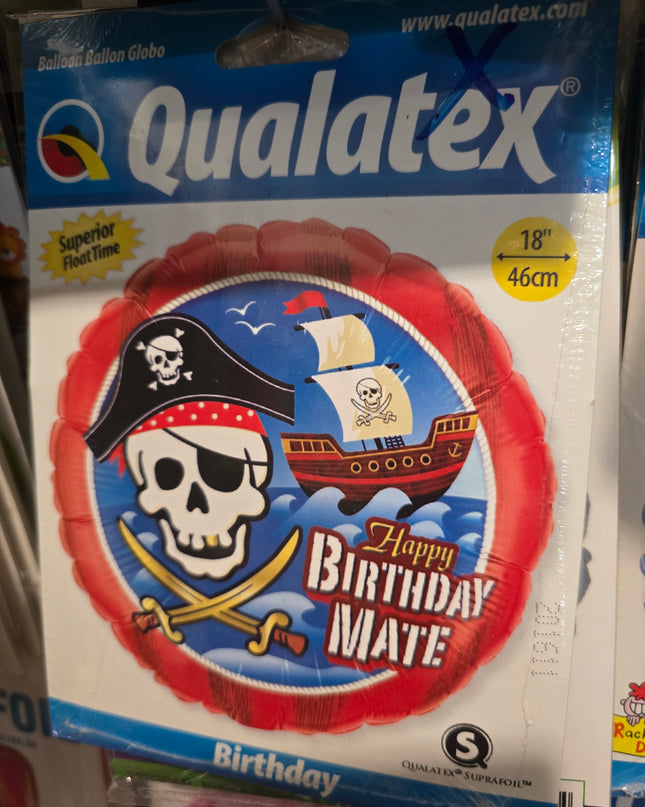 www.qualatex.com
Balloon Ballon Globo
Qualatex®
Superior
Float Time
18"
46cm
Happy
BIRTHDAY
MATE
S
QUALATEX® SUPRAFOIL™
Birthday